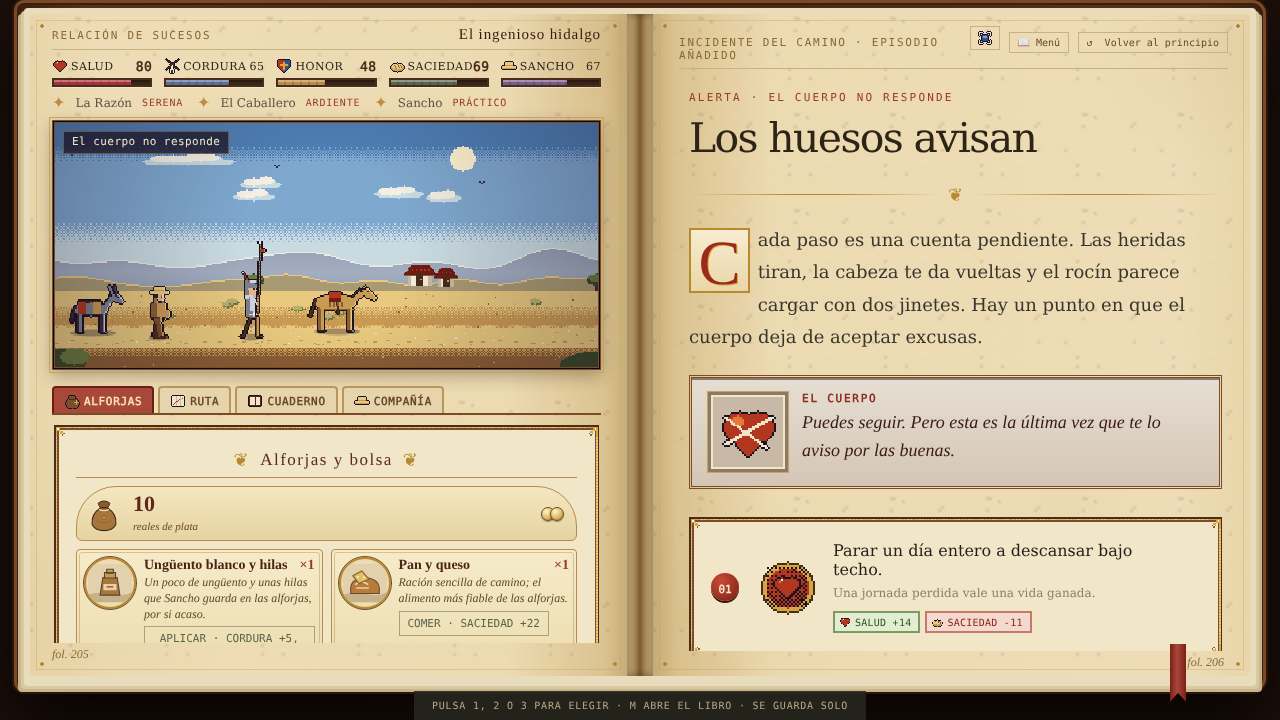 RELACIÓN DE SUCESOS
El ingenioso hidalgo
SALUD 80
CORDURA 65
HONOR 48
SACIEDAD 69
SANCHO 67
La Razón SERENA
El Caballero ARDIENTE
Sancho PRÁCTICO
El cuerpo no responde
ALFORJAS
RUTA
CUADERNO
COMPAÑÍA
Alforjas y bolsa
10
reales de plata
Ungüento blanco y hilas ×1
Un poco de ungüento y unas hilas
que Sancho guarda en las alforjas,
por si acaso.
APLICAR · CORDURA +5,
Pan y queso ×1
Ración sencilla de camino; el
alimento más fiable de las alforjas.
COMER · SACIEDAD +22
fol. 205
INCIDENTE DEL CAMINO · EPISODIO
AÑADIDO
Menú
↺ Volver al principio
ALERTA · EL CUERPO NO RESPONDE
Los huesos avisan
Cada paso es una cuenta pendiente. Las heridas
tiran, la cabeza te da vueltas y el rocín parece
cargar con dos jinetes. Hay un punto en que el
cuerpo deja de aceptar excusas.
EL CUERPO
Puedes seguir. Pero esta es la última vez que te lo
aviso por las buenas.
01
Parar un día entero a descansar bajo
techo.
Una jornada perdida vale una vida ganada.
SALUD +14
SACIEDAD -11
fol. 206
PULSA 1, 2 O 3 PARA ELEGIR · M ABRE EL LIBRO · SE GUARDA SOLO